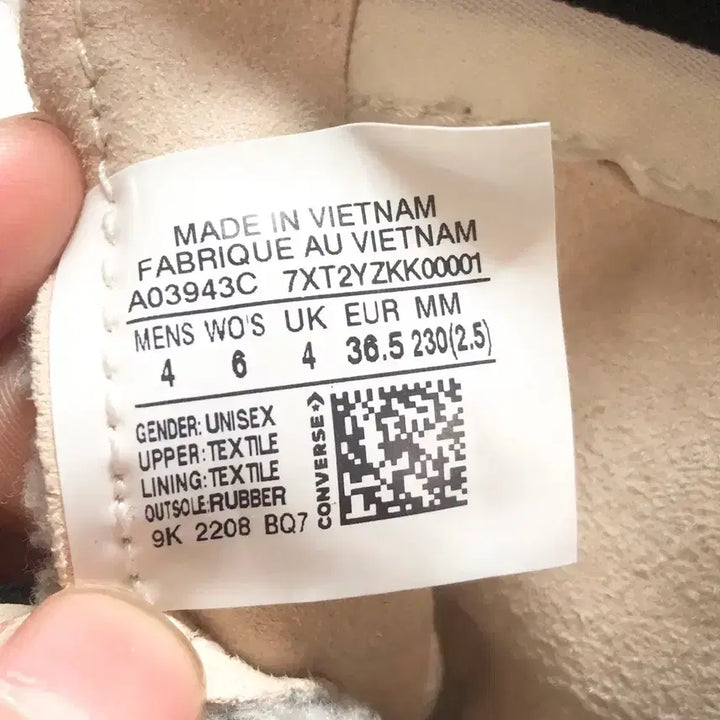 MADE IN VIETNAM
FABRIQUE AU VIETNAM
A03943C 7XT2YZKK00001
MENS WO'S UK EUR MM
4 6 4 36.5 230(2.5)
GENDER: UNISEX
UPPER: TEXTILE
LINING: TEXTILE
OUTSOLE: RUBBER
9K 2208 BQ7
CONVERSE